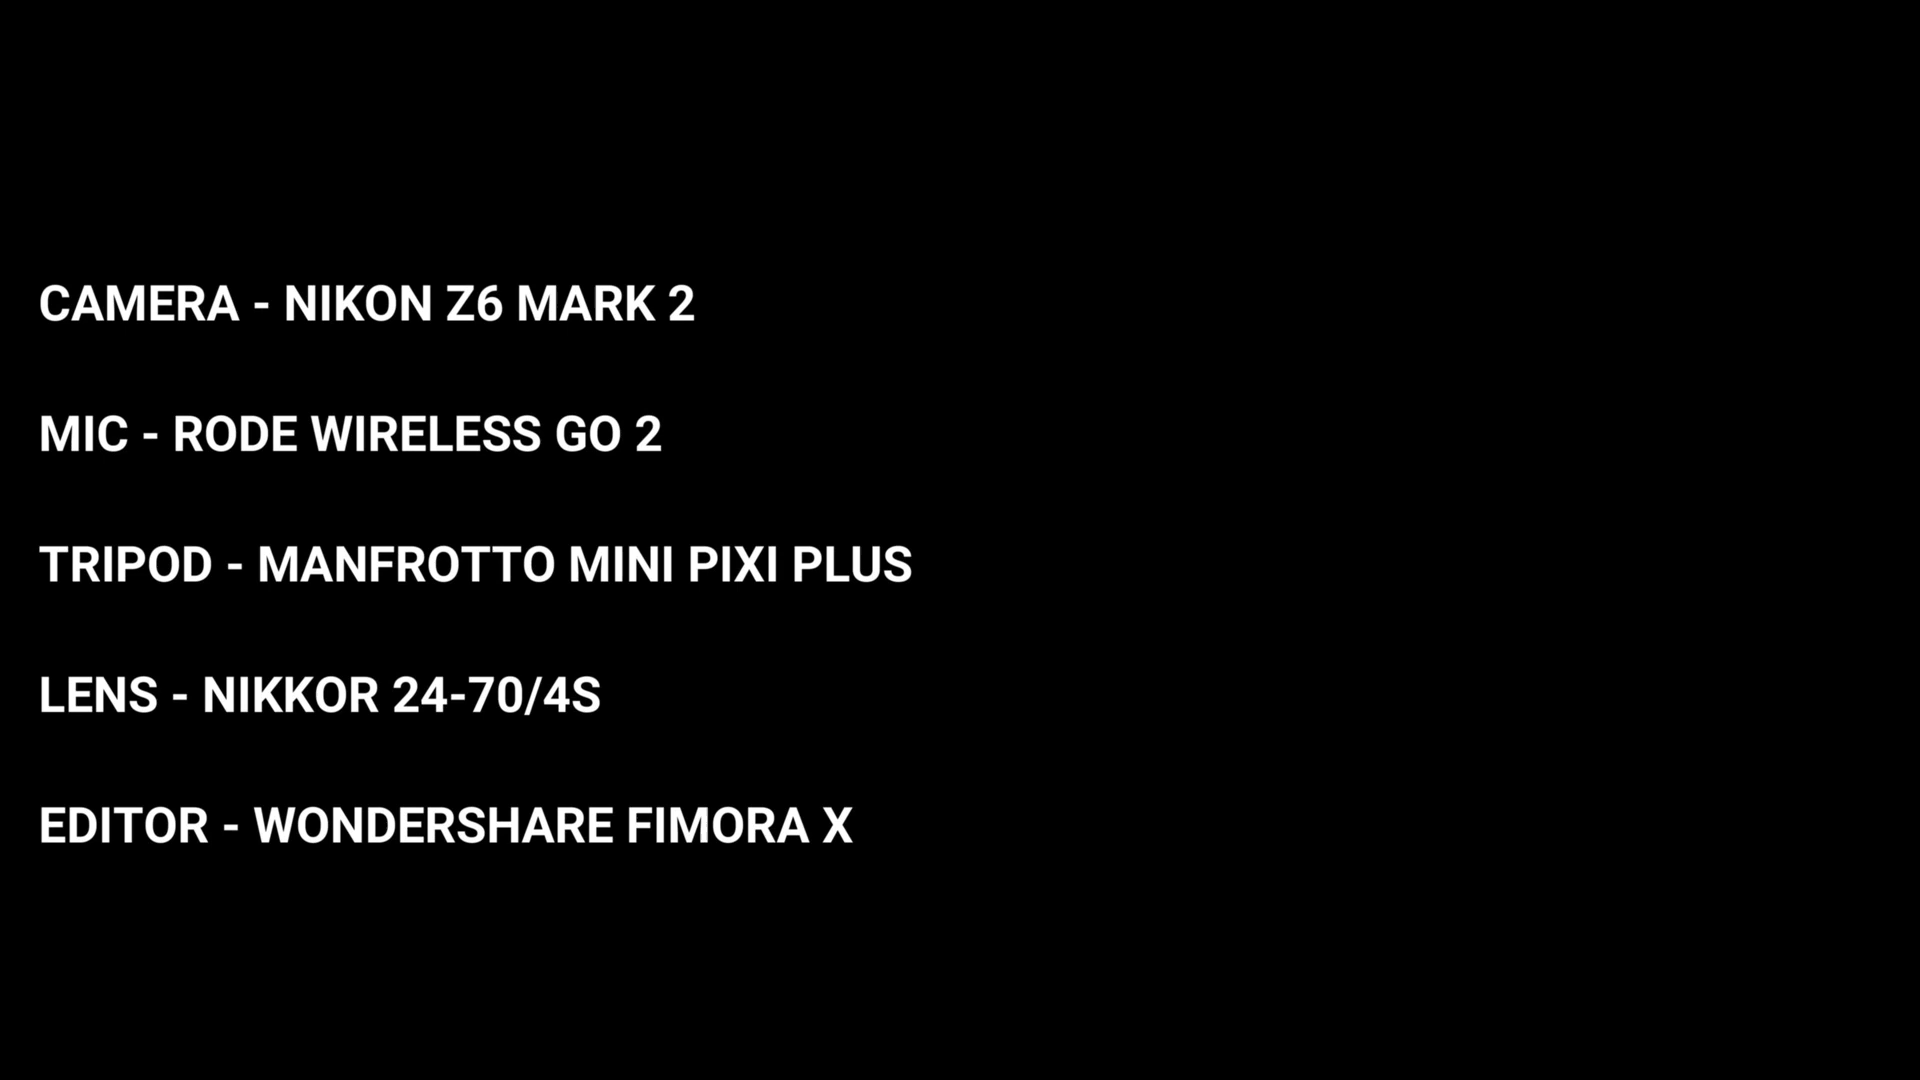 CAMERA - NIKON Z6 MARK 2
MIC - RODE WIRELESS GO 2
TRIPOD - MANFROTTO MINI PIXI PLUS
LENS - NIKKOR 24-70/4S
EDITOR - WONDERSHARE FIMORA X